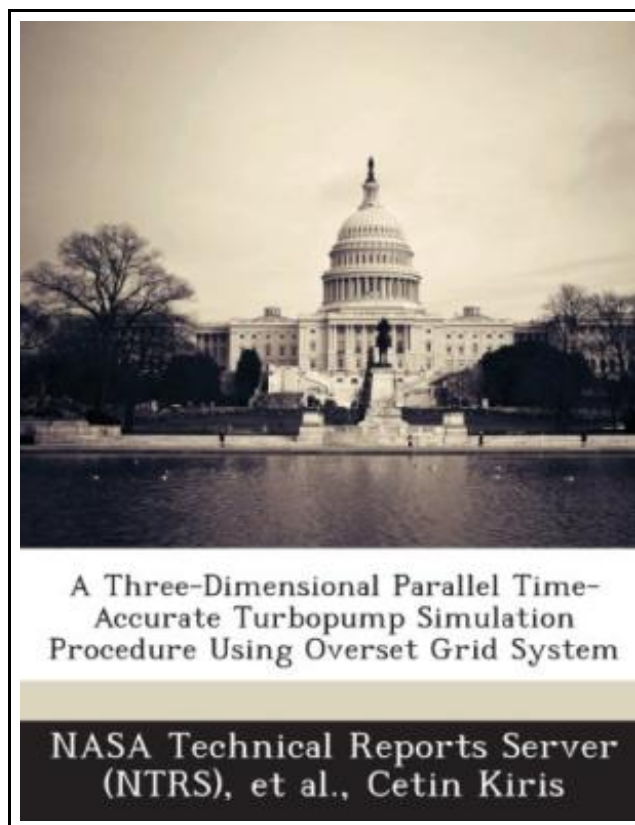 A Three-Dimensional Parallel Time-
Accurate Turbopump Simulation
Procedure Using Overset Grid System
NASA Technical Reports Server
(NTRS), et al., Cetin Kiris